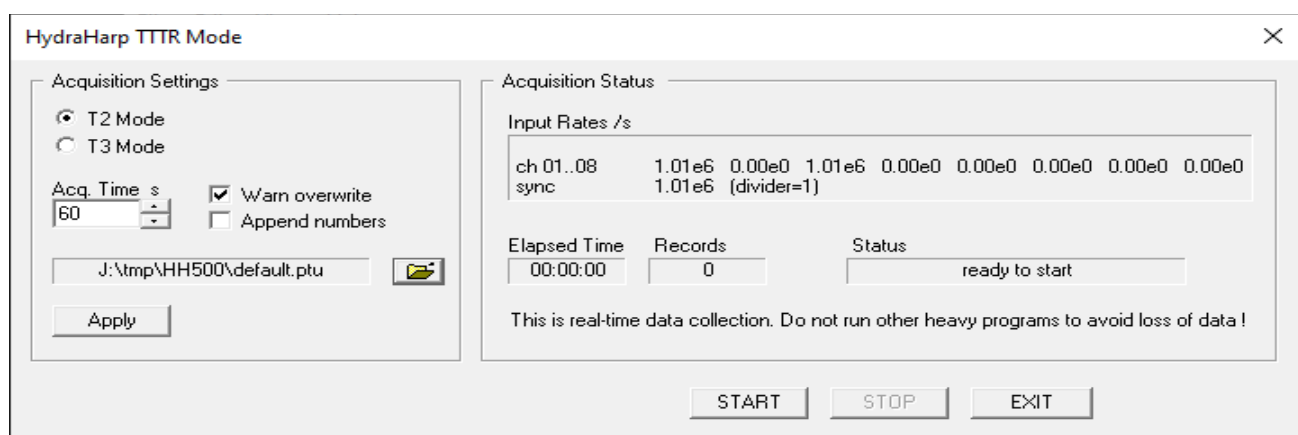 HydraHarp TTTR Mode
Acquisition Settings
T2 Mode
T3 Mode
Acq. Time s
60
Warn overwrite
Append numbers
J:\tmp\HH500\default.ptu
Apply
Acquisition Status
Input Rates /s
ch 01..08 1.01e6 0.00e0 1.01e6 0.00e0 0.00e0 0.00e0 0.00e0 0.00e0
sync 1.01e6 (divider=1)
Elapsed Time Records Status
00:00:00 0 ready to start
This is real-time data collection. Do not run other heavy programs to avoid loss of data !
START STOP EXIT